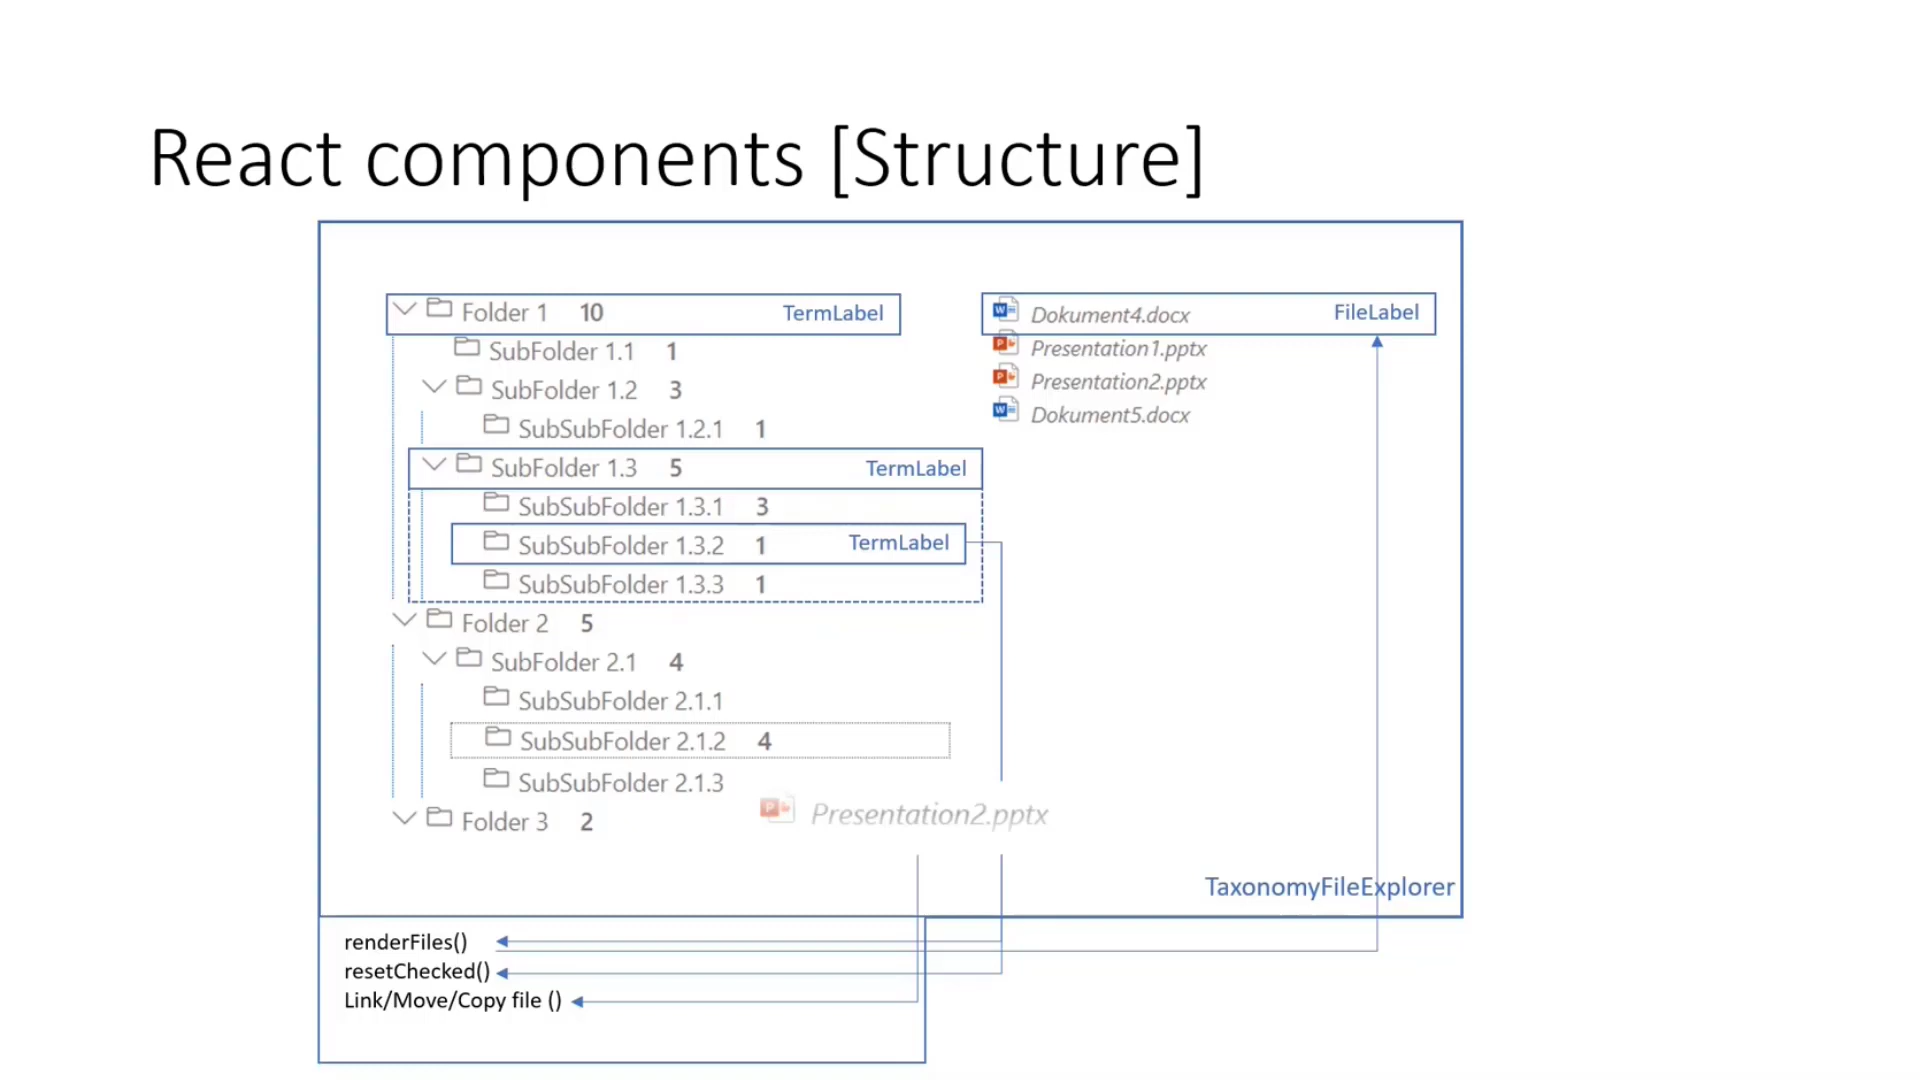 React components [Structure]
Folder 1 10 TermLabel
SubFolder 1.1 1
SubFolder 1.2 3
SubSubFolder 1.2.1 1
SubFolder 1.3 5 TermLabel
SubSubFolder 1.3.1 3
SubSubFolder 1.3.2 1 TermLabel
SubSubFolder 1.3.3 1
Folder 2 5
SubFolder 2.1 4
SubSubFolder 2.1.1
SubSubFolder 2.1.2 4
SubSubFolder 2.1.3
Folder 3 2
Dokument4.docx FileLabel
Presentation1.pptx
Presentation2.pptx
Dokument5.docx
Presentation2.pptx
TaxonomyFileExplorer
renderFiles()
resetChecked()
Link/Move/Copy file ()